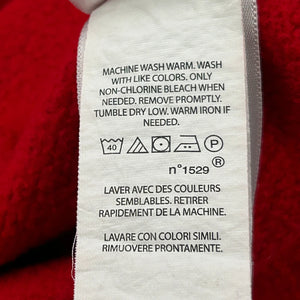 MACHINE WASH WARM. WASH
WITH LIKE COLORS. ONLY
NON-CHLORINE BLEACH WHEN
NEEDED. REMOVE PROMPTLY.
TUMBLE DRY LOW. WARM IRON IF
NEEDED.
40 P
n°1529 ®
LAVER AVEC DES COULEURS
SEMBLABLES. RETIRER
RAPIDEMENT DE LA MACHINE.
LAVARE CON COLORI SIMILI.
RIMUOVERE PRONTAMENTE.